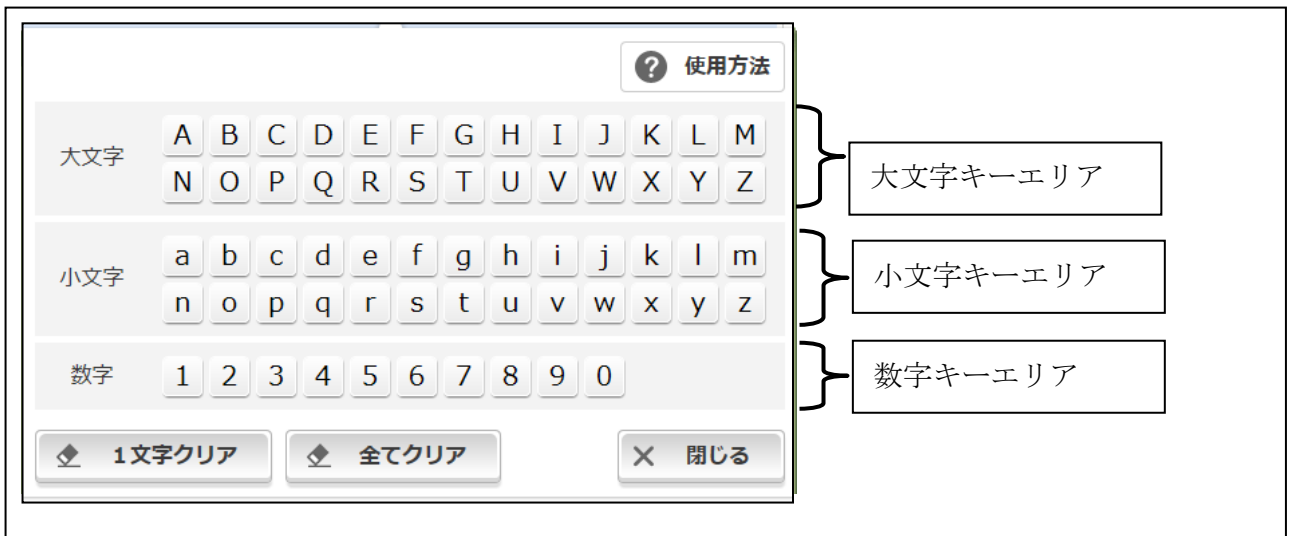 使用方法
大文字
A B C D E F G H I J K L M
N O P Q R S T U V W X Y Z
大文字キーエリア
小文字
a b c d e f g h i j k l m
n o p q r s t u v w x y z
小文字キーエリア
数字
1 2 3 4 5 6 7 8 9 0
数字キーエリア
1文字クリア 全てクリア 閉じる